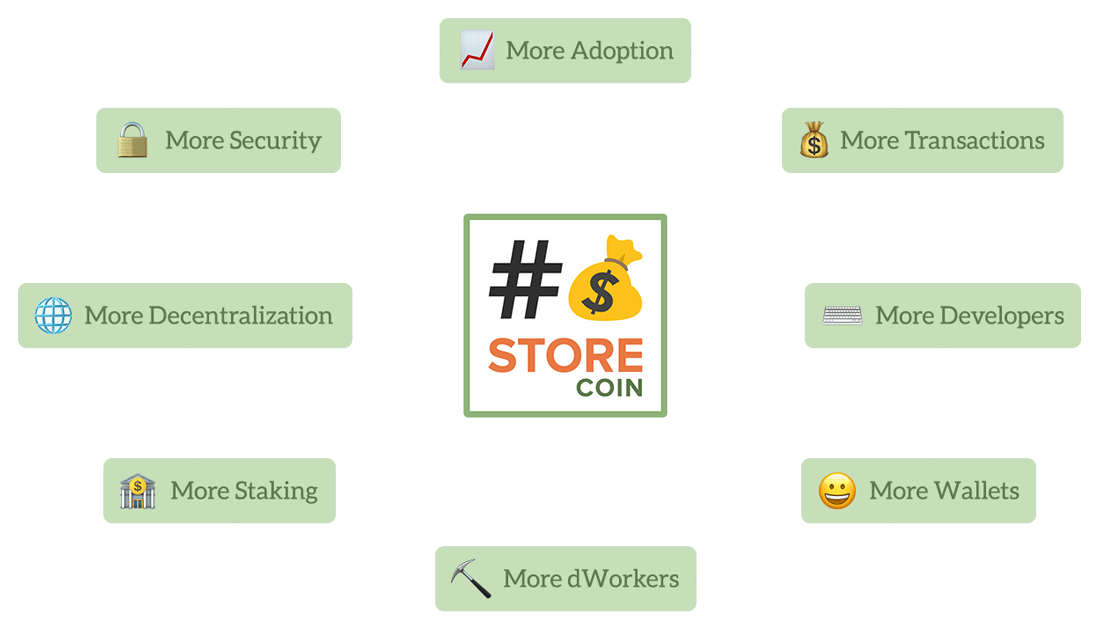 More Adoption
More Security
More Transactions
#$
STORE
COIN
More Decentralization
More Developers
More Staking
More Wallets
More dWorkers